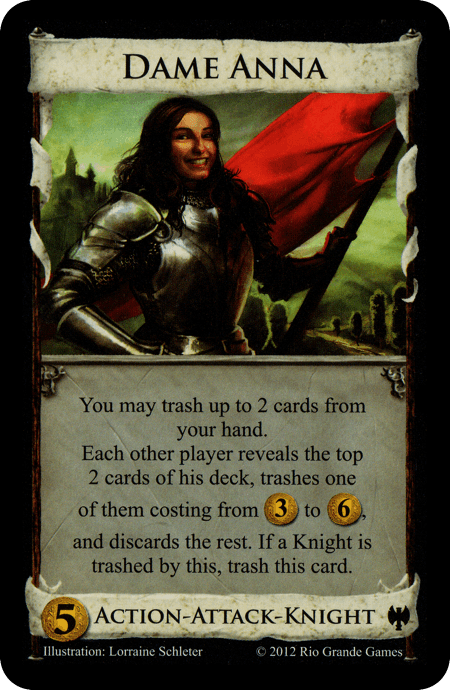 Dame Anna
You may trash up to 2 cards from
your hand.
Each other player reveals the top
2 cards of his deck, trashes one
of them costing from 3 to 6,
and discards the rest. If a Knight is
trashed by this, trash this card.
5 Action-Attack-Knight
Illustration: Lorraine Schleter © 2012 Rio Grande Games